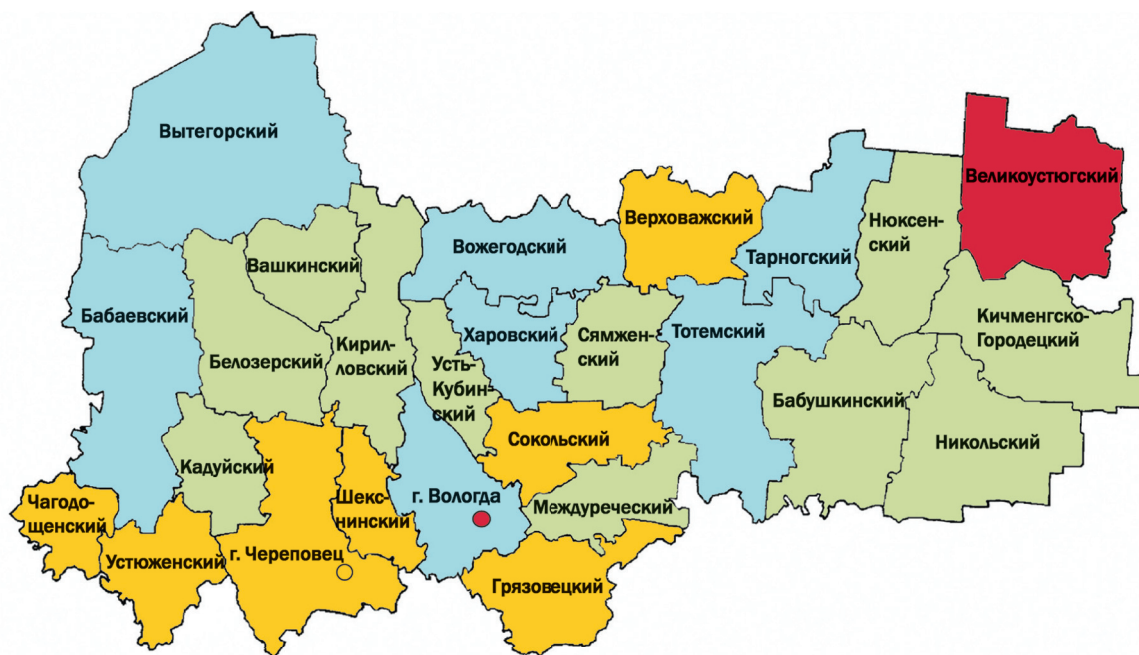 Вытегорский
Великоустюгский
Верховажский
Нюксен-
ский
Вожегодский
Тарногский
Вашкинский
Бабаевский
Кичменгско-
Городецкий
Харовский
Сямжен-
ский
Тотемский
Белозерский
Кирил-
ловский
Усть-
Кубин-
ский
Бабушкинский
Сокольский
Никольский
Кадуйский
Чагодо-
щенский
Шекс-
нинский
г. Вологда
Междуреческий
Устюженский
г. Череповец
Грязовецкий